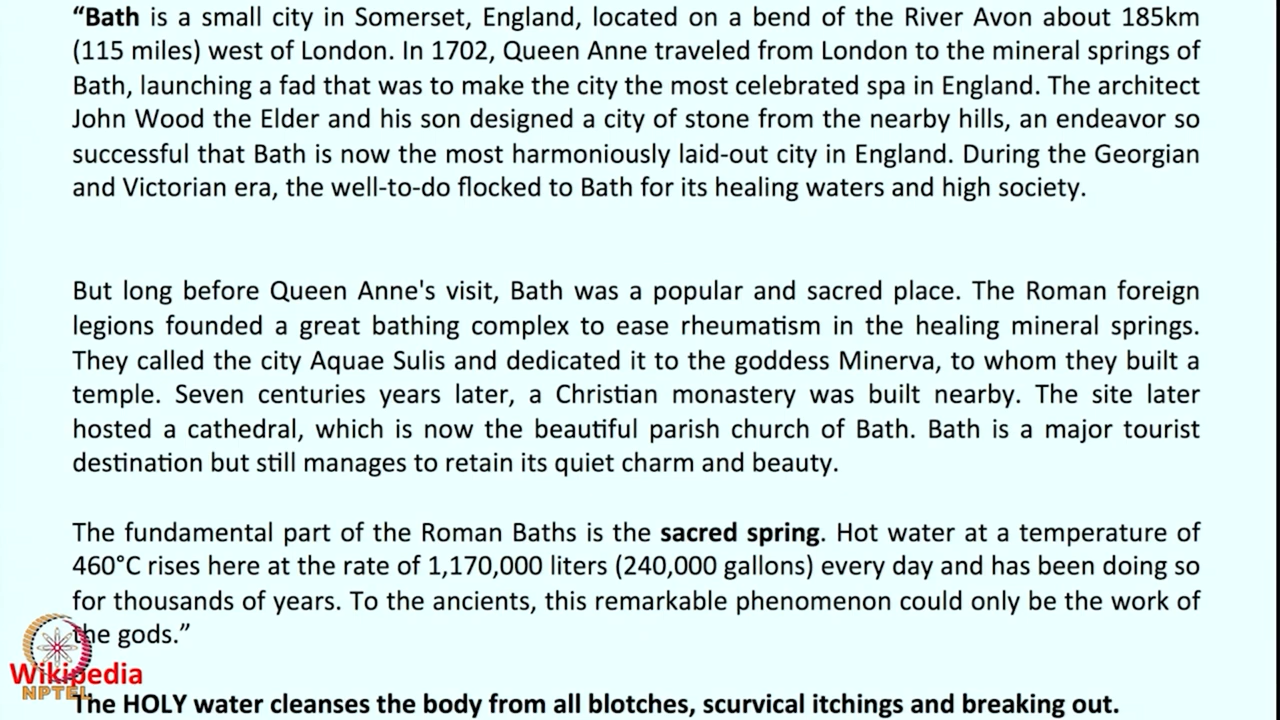 “Bath is a small city in Somerset, England, located on a bend of the River Avon about 185km
(115 miles) west of London. In 1702, Queen Anne traveled from London to the mineral springs of
Bath, launching a fad that was to make the city the most celebrated spa in England. The architect
John Wood the Elder and his son designed a city of stone from the nearby hills, an endeavor so
successful that Bath is now the most harmoniously laid-out city in England. During the Georgian
and Victorian era, the well-to-do flocked to Bath for its healing waters and high society.
But long before Queen Anne's visit, Bath was a popular and sacred place. The Roman foreign
legions founded a great bathing complex to ease rheumatism in the healing mineral springs.
They called the city Aquae Sulis and dedicated it to the goddess Minerva, to whom they built a
temple. Seven centuries years later, a Christian monastery was built nearby. The site later
hosted a cathedral, which is now the beautiful parish church of Bath. Bath is a major tourist
destination but still manages to retain its quiet charm and beauty.
The fundamental part of the Roman Baths is the sacred spring. Hot water at a temperature of
460°C rises here at the rate of 1,170,000 liters (240,000 gallons) every day and has been doing so
for thousands of years. To the ancients, this remarkable phenomenon could only be the work of
the gods.”
Wikipedia
NPTEL
The HOLY water cleanses the body from all blotches, scurvical itchings and breaking out.